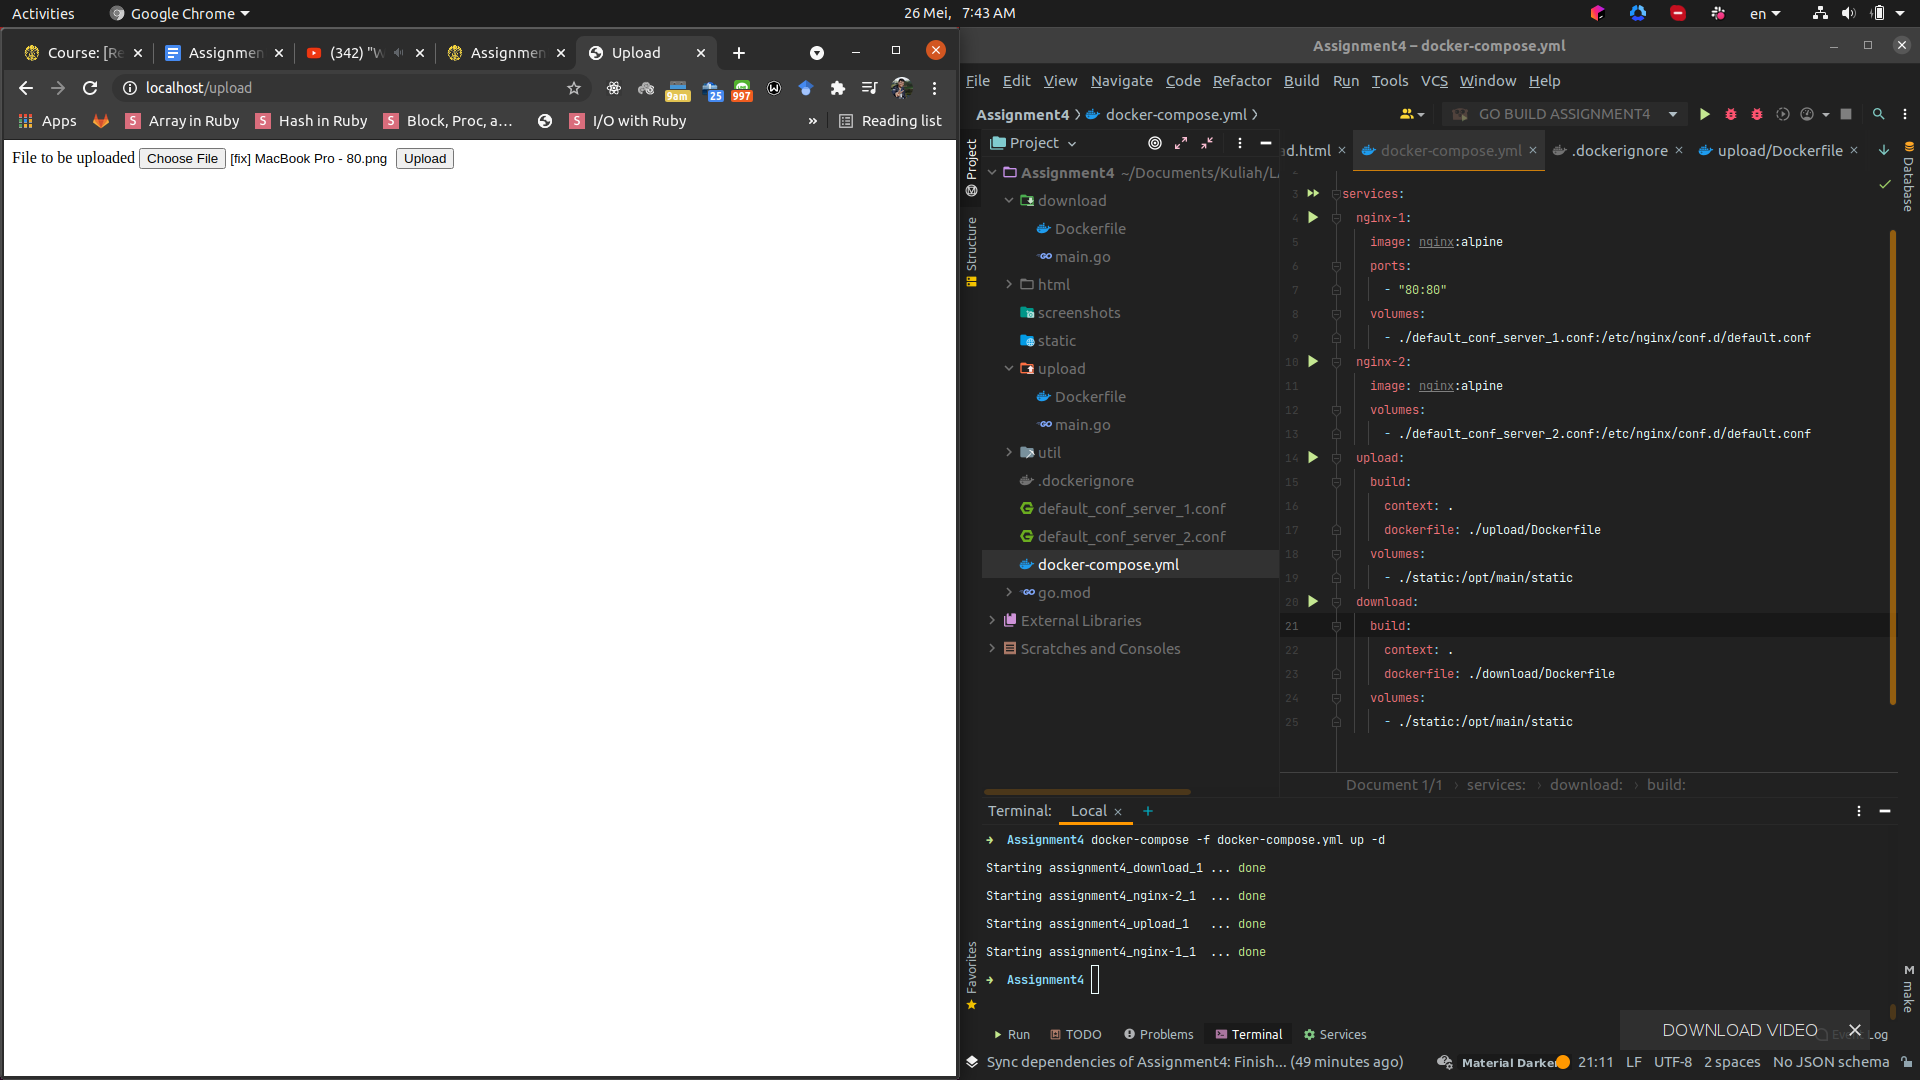 Activities
Google Chrome
26 Mei, 7:43 AM
en
Course: [Re
Assignmen
(342) "W
Assignmen
Upload
localhost/upload
9am
25
997
Apps
Array in Ruby
Hash in Ruby
Block, Proc, a...
I/O with Ruby
»
Reading list
File to be uploaded Choose File [fix] MacBook Pro - 80.png Upload
Assignment4 – docker-compose.yml
File Edit View Navigate Code Refactor Build Run Tools VCS Window Help
Assignment4 docker-compose.yml
GO BUILD ASSIGNMENT4
Project
Project
Structure
Favorites
Assignment4 ~/Documents/Kuliah/LA
download
Dockerfile
main.go
html
screenshots
static
upload
Dockerfile
main.go
util
.dockerignore
default_conf_server_1.conf
default_conf_server_2.conf
docker-compose.yml
go.mod
External Libraries
Scratches and Consoles
ad.html
docker-compose.yml
.dockerignore
upload/Dockerfile
Database
make
2
3 services:
4 nginx-1:
5 image: nginx:alpine
6 ports:
7 - "80:80"
8 volumes:
9 - ./default_conf_server_1.conf:/etc/nginx/conf.d/default.conf
10 nginx-2:
11 image: nginx:alpine
12 volumes:
13 - ./default_conf_server_2.conf:/etc/nginx/conf.d/default.conf
14 upload:
15 build:
16 context: .
17 dockerfile: ./upload/Dockerfile
18 volumes:
19 - ./static:/opt/main/static
20 download:
21 build:
22 context: .
23 dockerfile: ./download/Dockerfile
24 volumes:
25 - ./static:/opt/main/static
Document 1/1 › services: › download: › build:
Terminal: Local
Assignment4 docker-compose -f docker-compose.yml up -d
Starting assignment4_download_1 ... done
Starting assignment4_nginx-2_1 ... done
Starting assignment4_upload_1 ... done
Starting assignment4_nginx-1_1 ... done
Assignment4
Run TODO Problems Terminal Services
DOWNLOAD VIDEO
Event Log
Sync dependencies of Assignment4: Finish... (49 minutes ago)
Material Darker 21:11 LF UTF-8 2 spaces No JSON schema